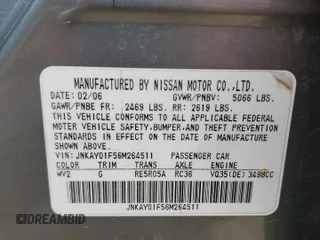 MANUFACTURED BY NISSAN MOTOR CO.,LTD.
DATE: 02/06 GVWR/PNBV: 5066 LBS.
GAWR/PNBE FR: 2469 LBS. RR: 2619 LBS.
THIS VEHICLE CONFORMS TO ALL APPLICABLE FEDERAL
MOTOR VEHICLE SAFETY,BUMPER,AND THEFT PREVENTION
STANDARDS IN EFFECT ON THE DATE OF MANUFACTURE
SHOWN ABOVE.
VIN: JNKAY01F56M264511 PASSENGER CAR
COLOR TRIM TRANS AXLE ENGINE
WV2 G RE5R05A RC36 VQ35(DE) 3498CC
JNKAY01F56M264511
DREAMBID